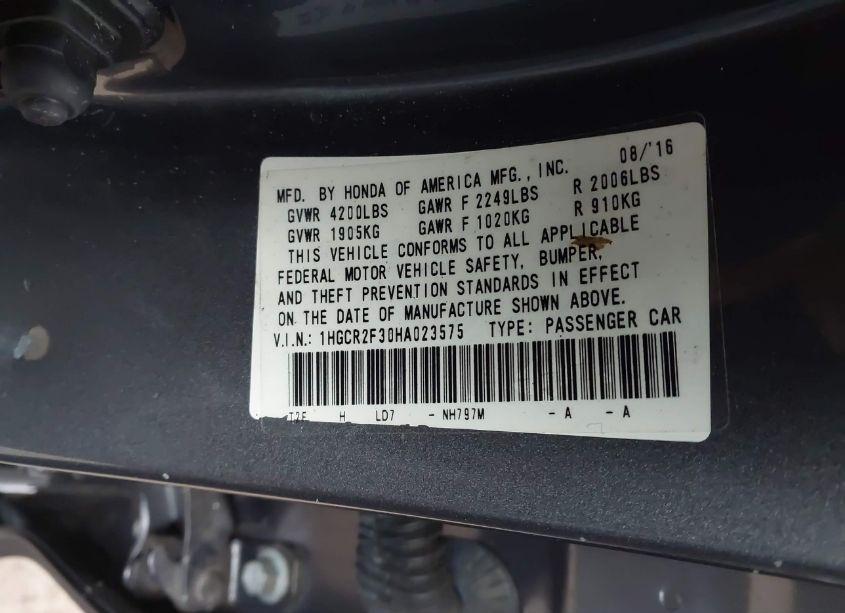 08/'16
MFD. BY HONDA OF AMERICA MFG., INC.
GVWR 4200LBS GAWR F 2249LBS R 2006LBS
GVWR 1905KG GAWR F 1020KG R 910KG
THIS VEHICLE CONFORMS TO ALL APPLICABLE
FEDERAL MOTOR VEHICLE SAFETY, BUMPER,
AND THEFT PREVENTION STANDARDS IN EFFECT
ON THE DATE OF MANUFACTURE SHOWN ABOVE.
V.I.N.: 1HGCR2F30HA023575 TYPE: PASSENGER CAR
H LD7 - NH797M - A - A